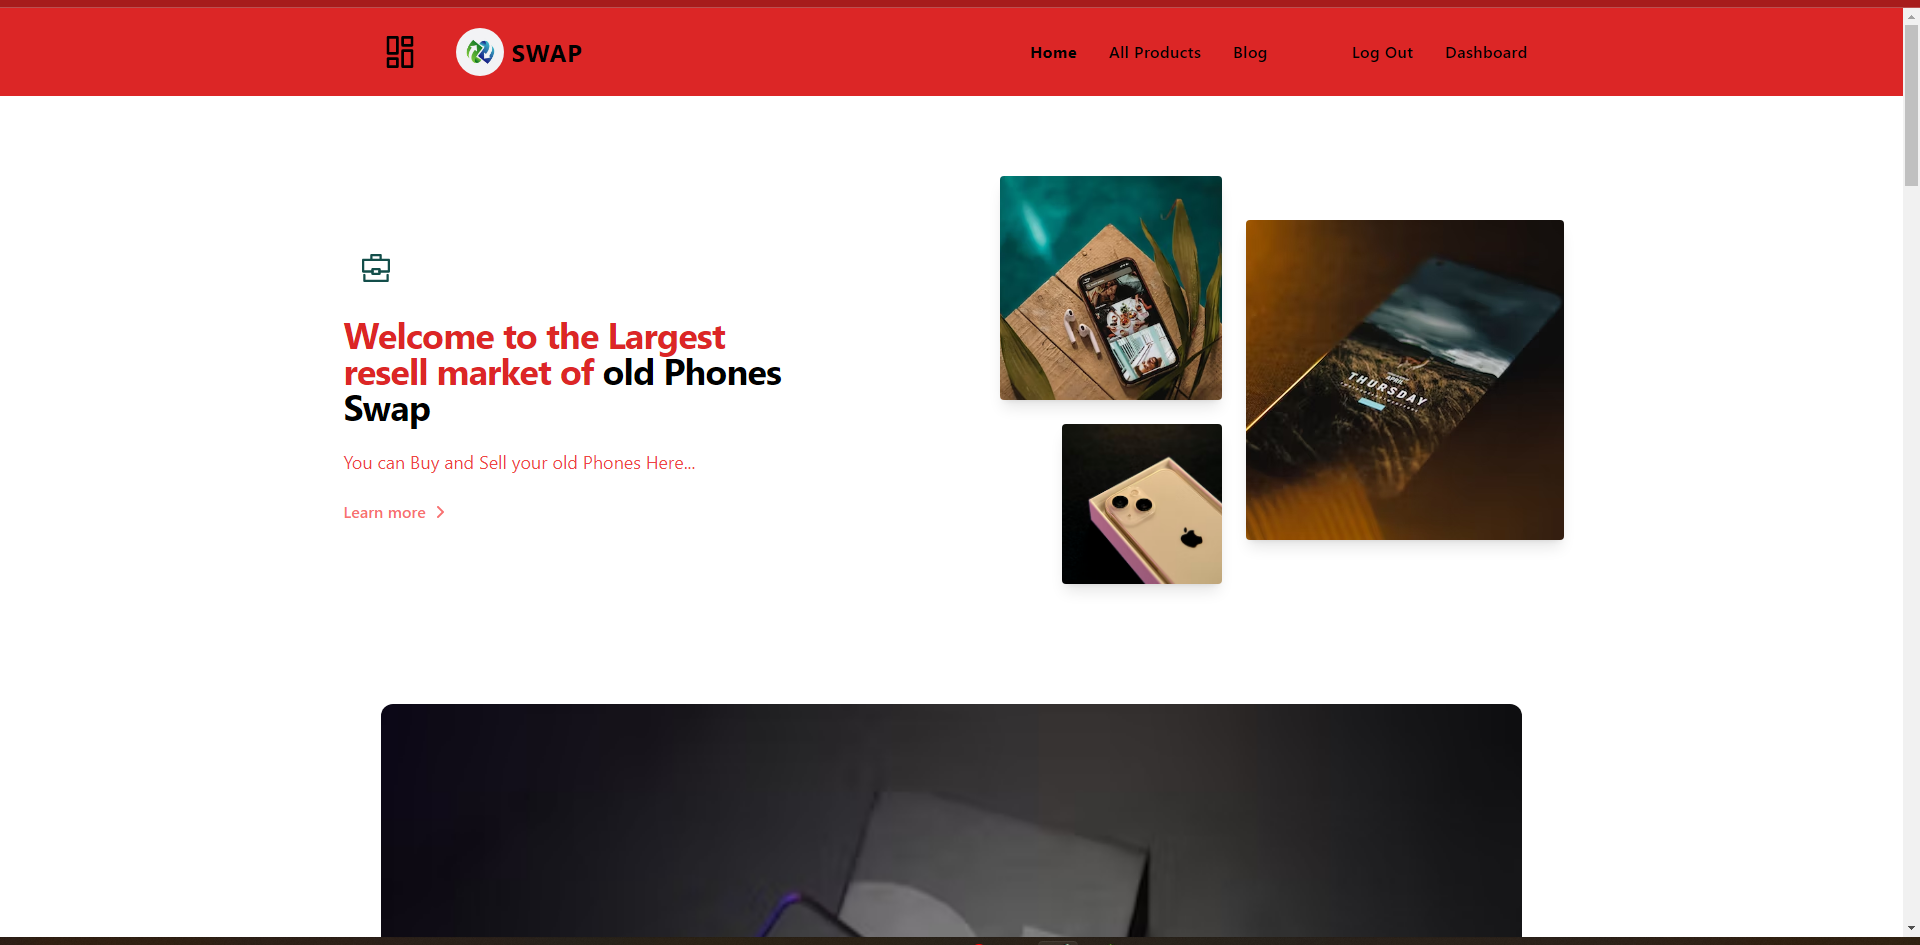 SWAP
Home
All Products
Blog
Log Out
Dashboard
Welcome to the Largest
resell market of old Phones
Swap
You can Buy and Sell your old Phones Here...
Learn more
APRIL
THURSDAY